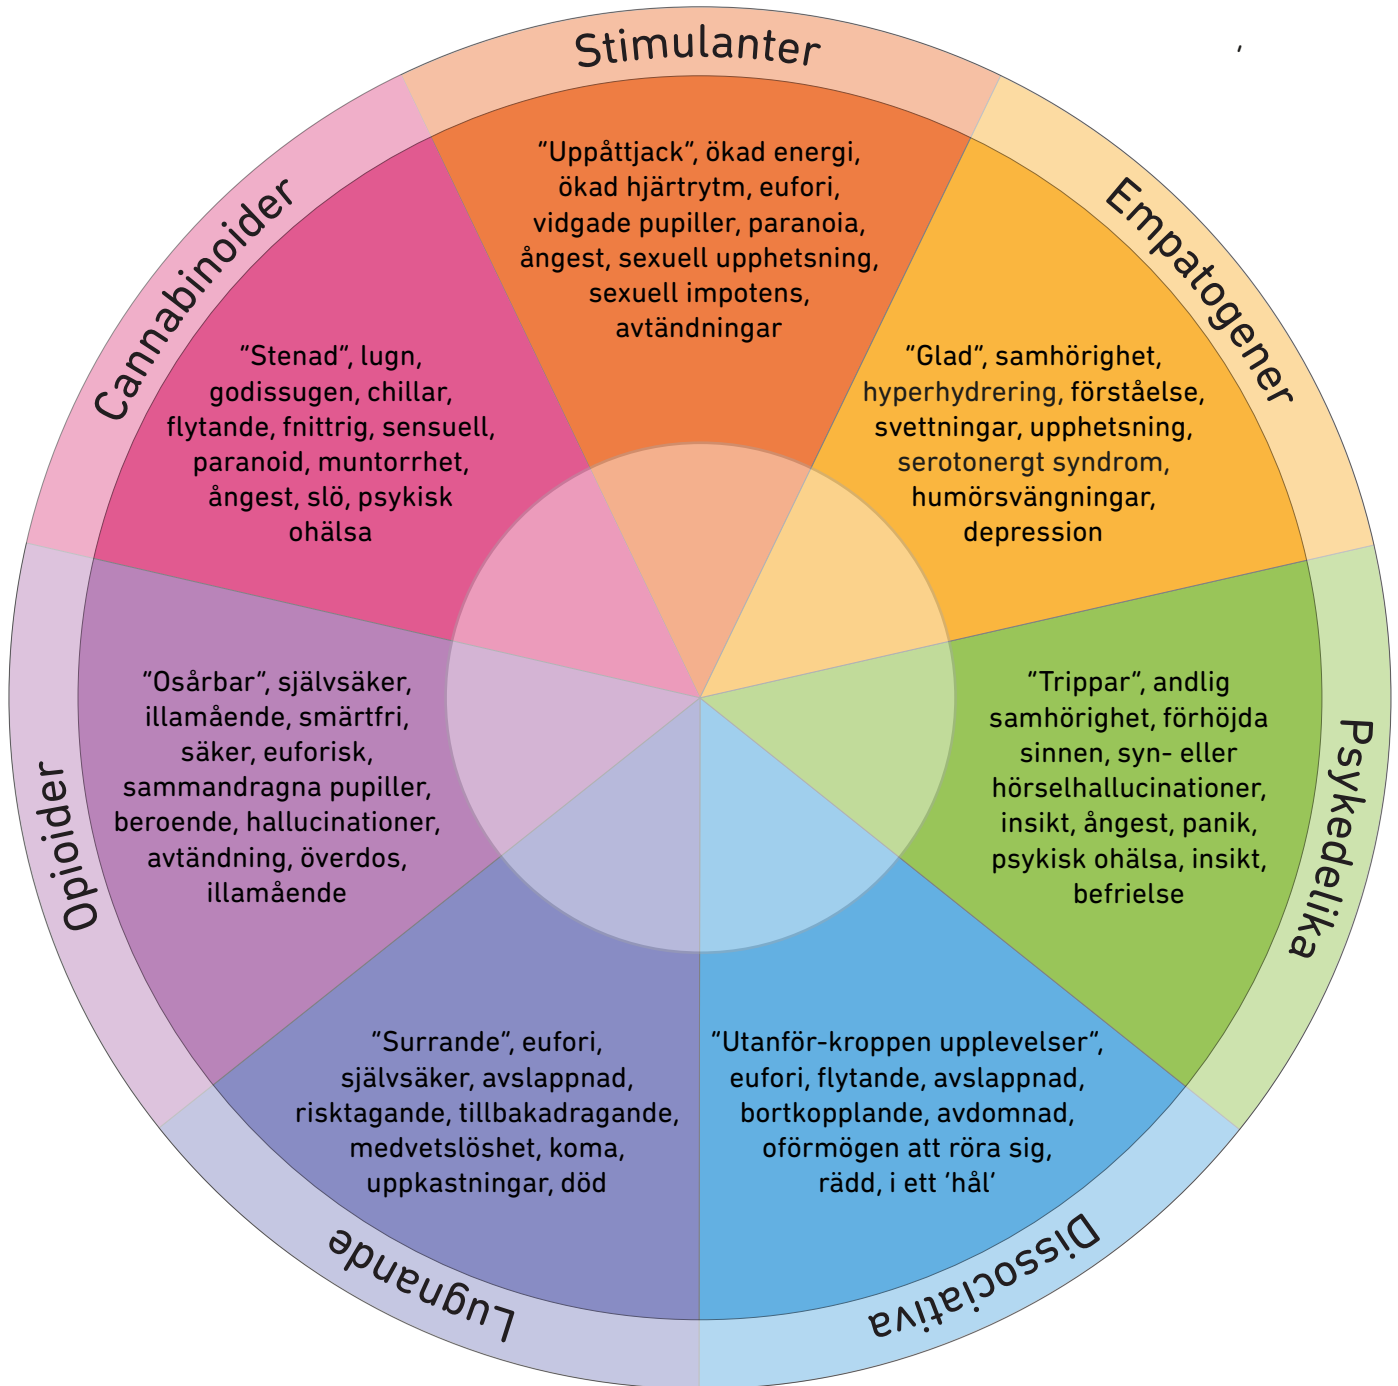 Stimulanter
”Uppåttjack”, ökad energi,
ökad hjärtrytm, eufori,
vidgade pupiller, paranoia,
ångest, sexuell upphetsning,
sexuell impotens,
avtändningar
Empatogener
”Glad”, samhörighet,
hyperhydrering, förståelse,
svettningar, upphetsning,
serotonergt syndrom,
humörsvängningar,
depression
Psykedelika
”Trippar”, andlig
samhörighet, förhöjda
sinnen, syn- eller
hörselhallucinationer,
insikt, ångest, panik,
psykisk ohälsa, insikt,
befrielse
Dissociativa
”Utanför-kroppen upplevelser”,
eufori, flytande, avslappnad,
bortkopplande, avdomnad,
oförmögen att röra sig,
rädd, i ett ’hål’
Lugnande
”Surrande”, eufori,
självsäker, avslappnad,
risktagande, tillbakadragande,
medvetslöshet, koma,
uppkastningar, död
Opioider
”Osårbar”, självsäker,
illamående, smärtfri,
säker, euforisk,
sammandragna pupiller,
beroende, hallucinationer,
avtändning, överdos,
illamående
Cannabinoider
”Stenad”, lugn,
godissugen, chillar,
flytande, fnittrig, sensuell,
paranoid, muntorrhet,
ångest, slö, psykisk
ohälsa